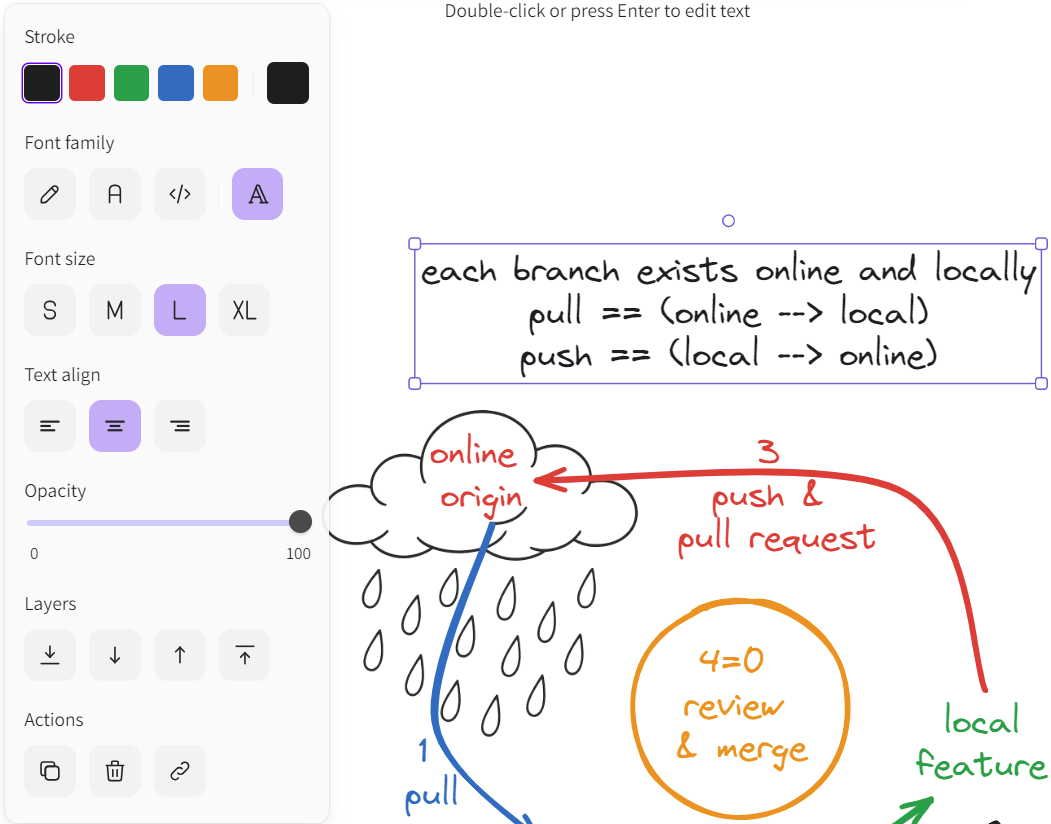 Double-click or press Enter to edit text
Stroke
Font family
A
</>
A
Font size
S M L XL
Text align
Opacity
0 100
Layers
Actions
each branch exists online and locally
pull == (online --> local)
push == (local --> online)
online
origin
3
push &
pull request
4=0
review
& merge
local
feature
1
pull